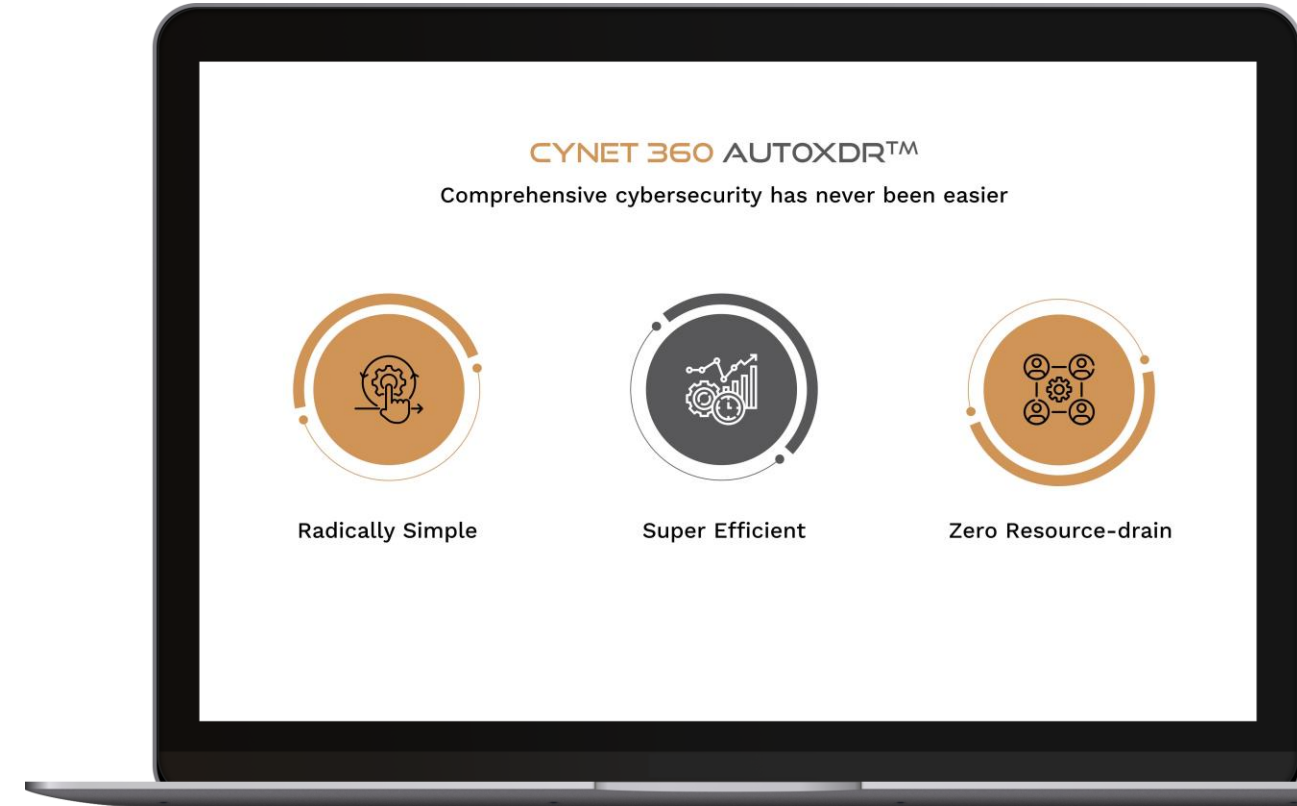 CYNET 360 AUTOXDR™
Comprehensive cybersecurity has never been easier
Radically Simple
Super Efficient
Zero Resource-drain